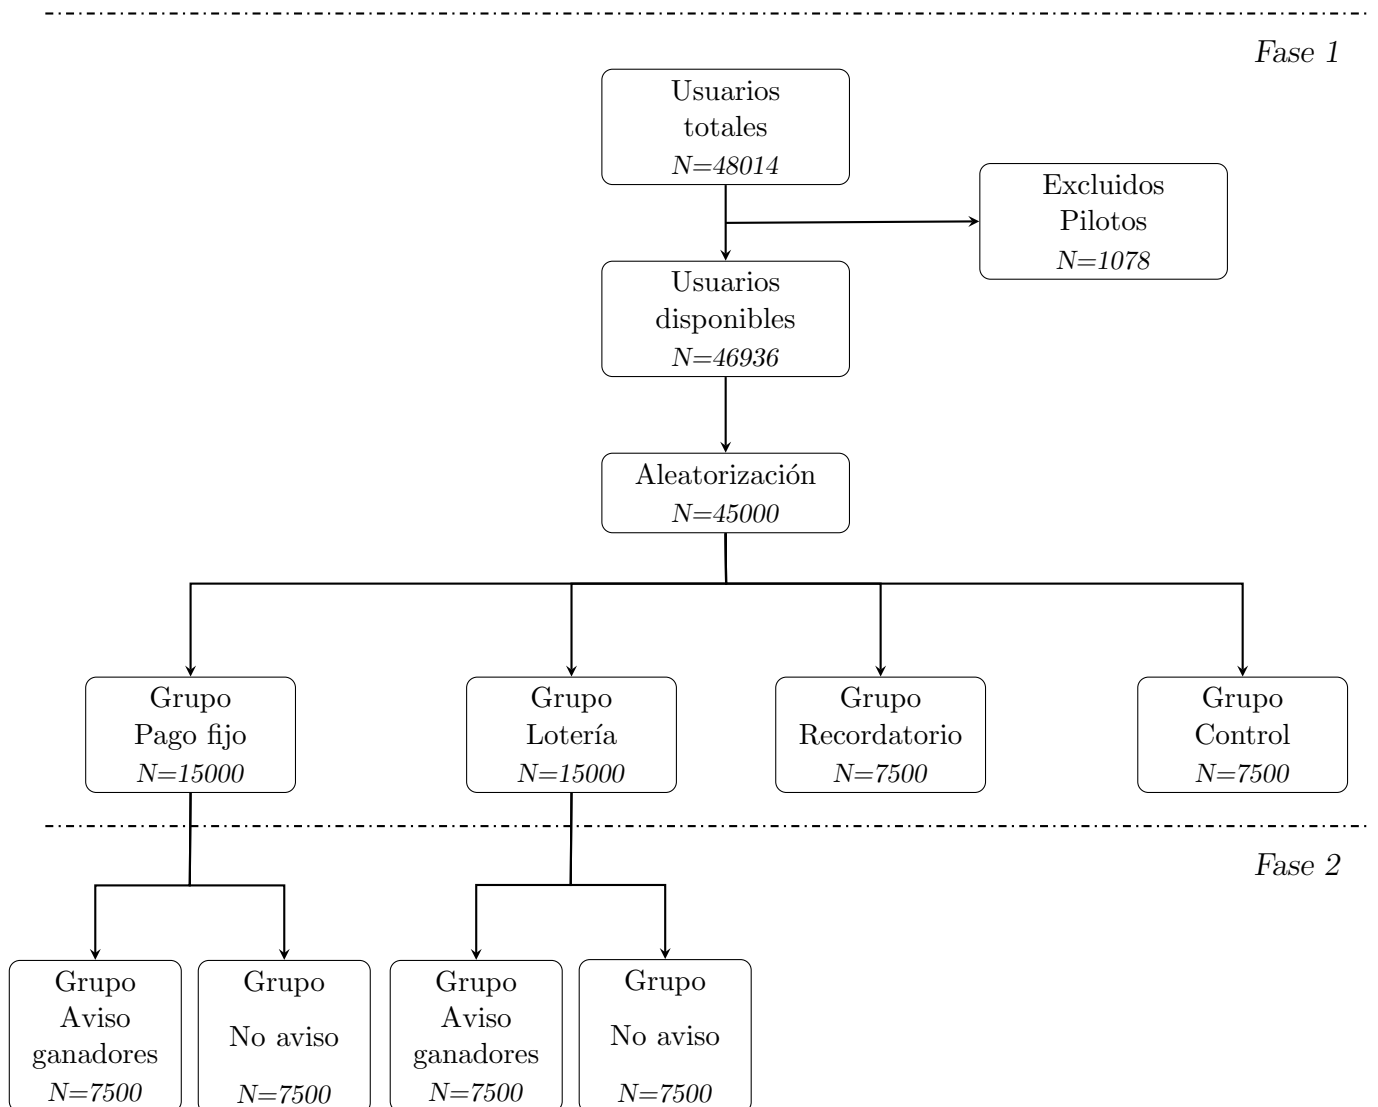 Fase 1
Usuarios
totales
N=48014
Excluidos
Pilotos
N=1078
Usuarios
disponibles
N=46936
Aleatorización
N=45000
Grupo
Pago fijo
N=15000
Grupo
Lotería
N=15000
Grupo
Recordatorio
N=7500
Grupo
Control
N=7500
Fase 2
Grupo
Aviso
ganadores
N=7500
Grupo
No aviso
N=7500
Grupo
Aviso
ganadores
N=7500
Grupo
No aviso
N=7500